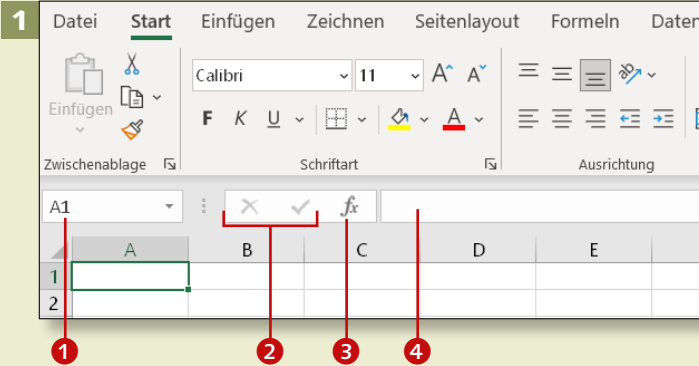 1
Datei Start Einfügen Zeichnen Seitenlayout Formeln Daten
Calibri 11 A A
Einfügen
F K U A
Zwischenablage Schriftart Ausrichtung
A1 fx
A B C D E
1
2
1 2 3 4